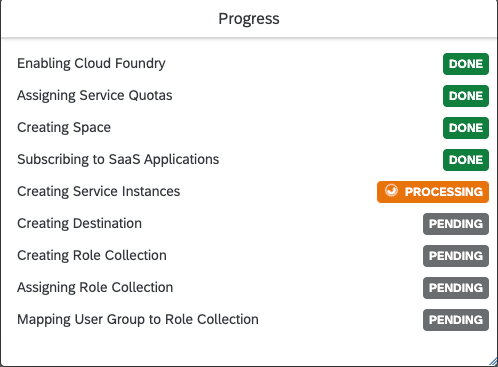 Progress
Enabling Cloud Foundry DONE
Assigning Service Quotas DONE
Creating Space DONE
Subscribing to SaaS Applications DONE
Creating Service Instances PROCESSING
Creating Destination PENDING
Creating Role Collection PENDING
Assigning Role Collection PENDING
Mapping User Group to Role Collection PENDING